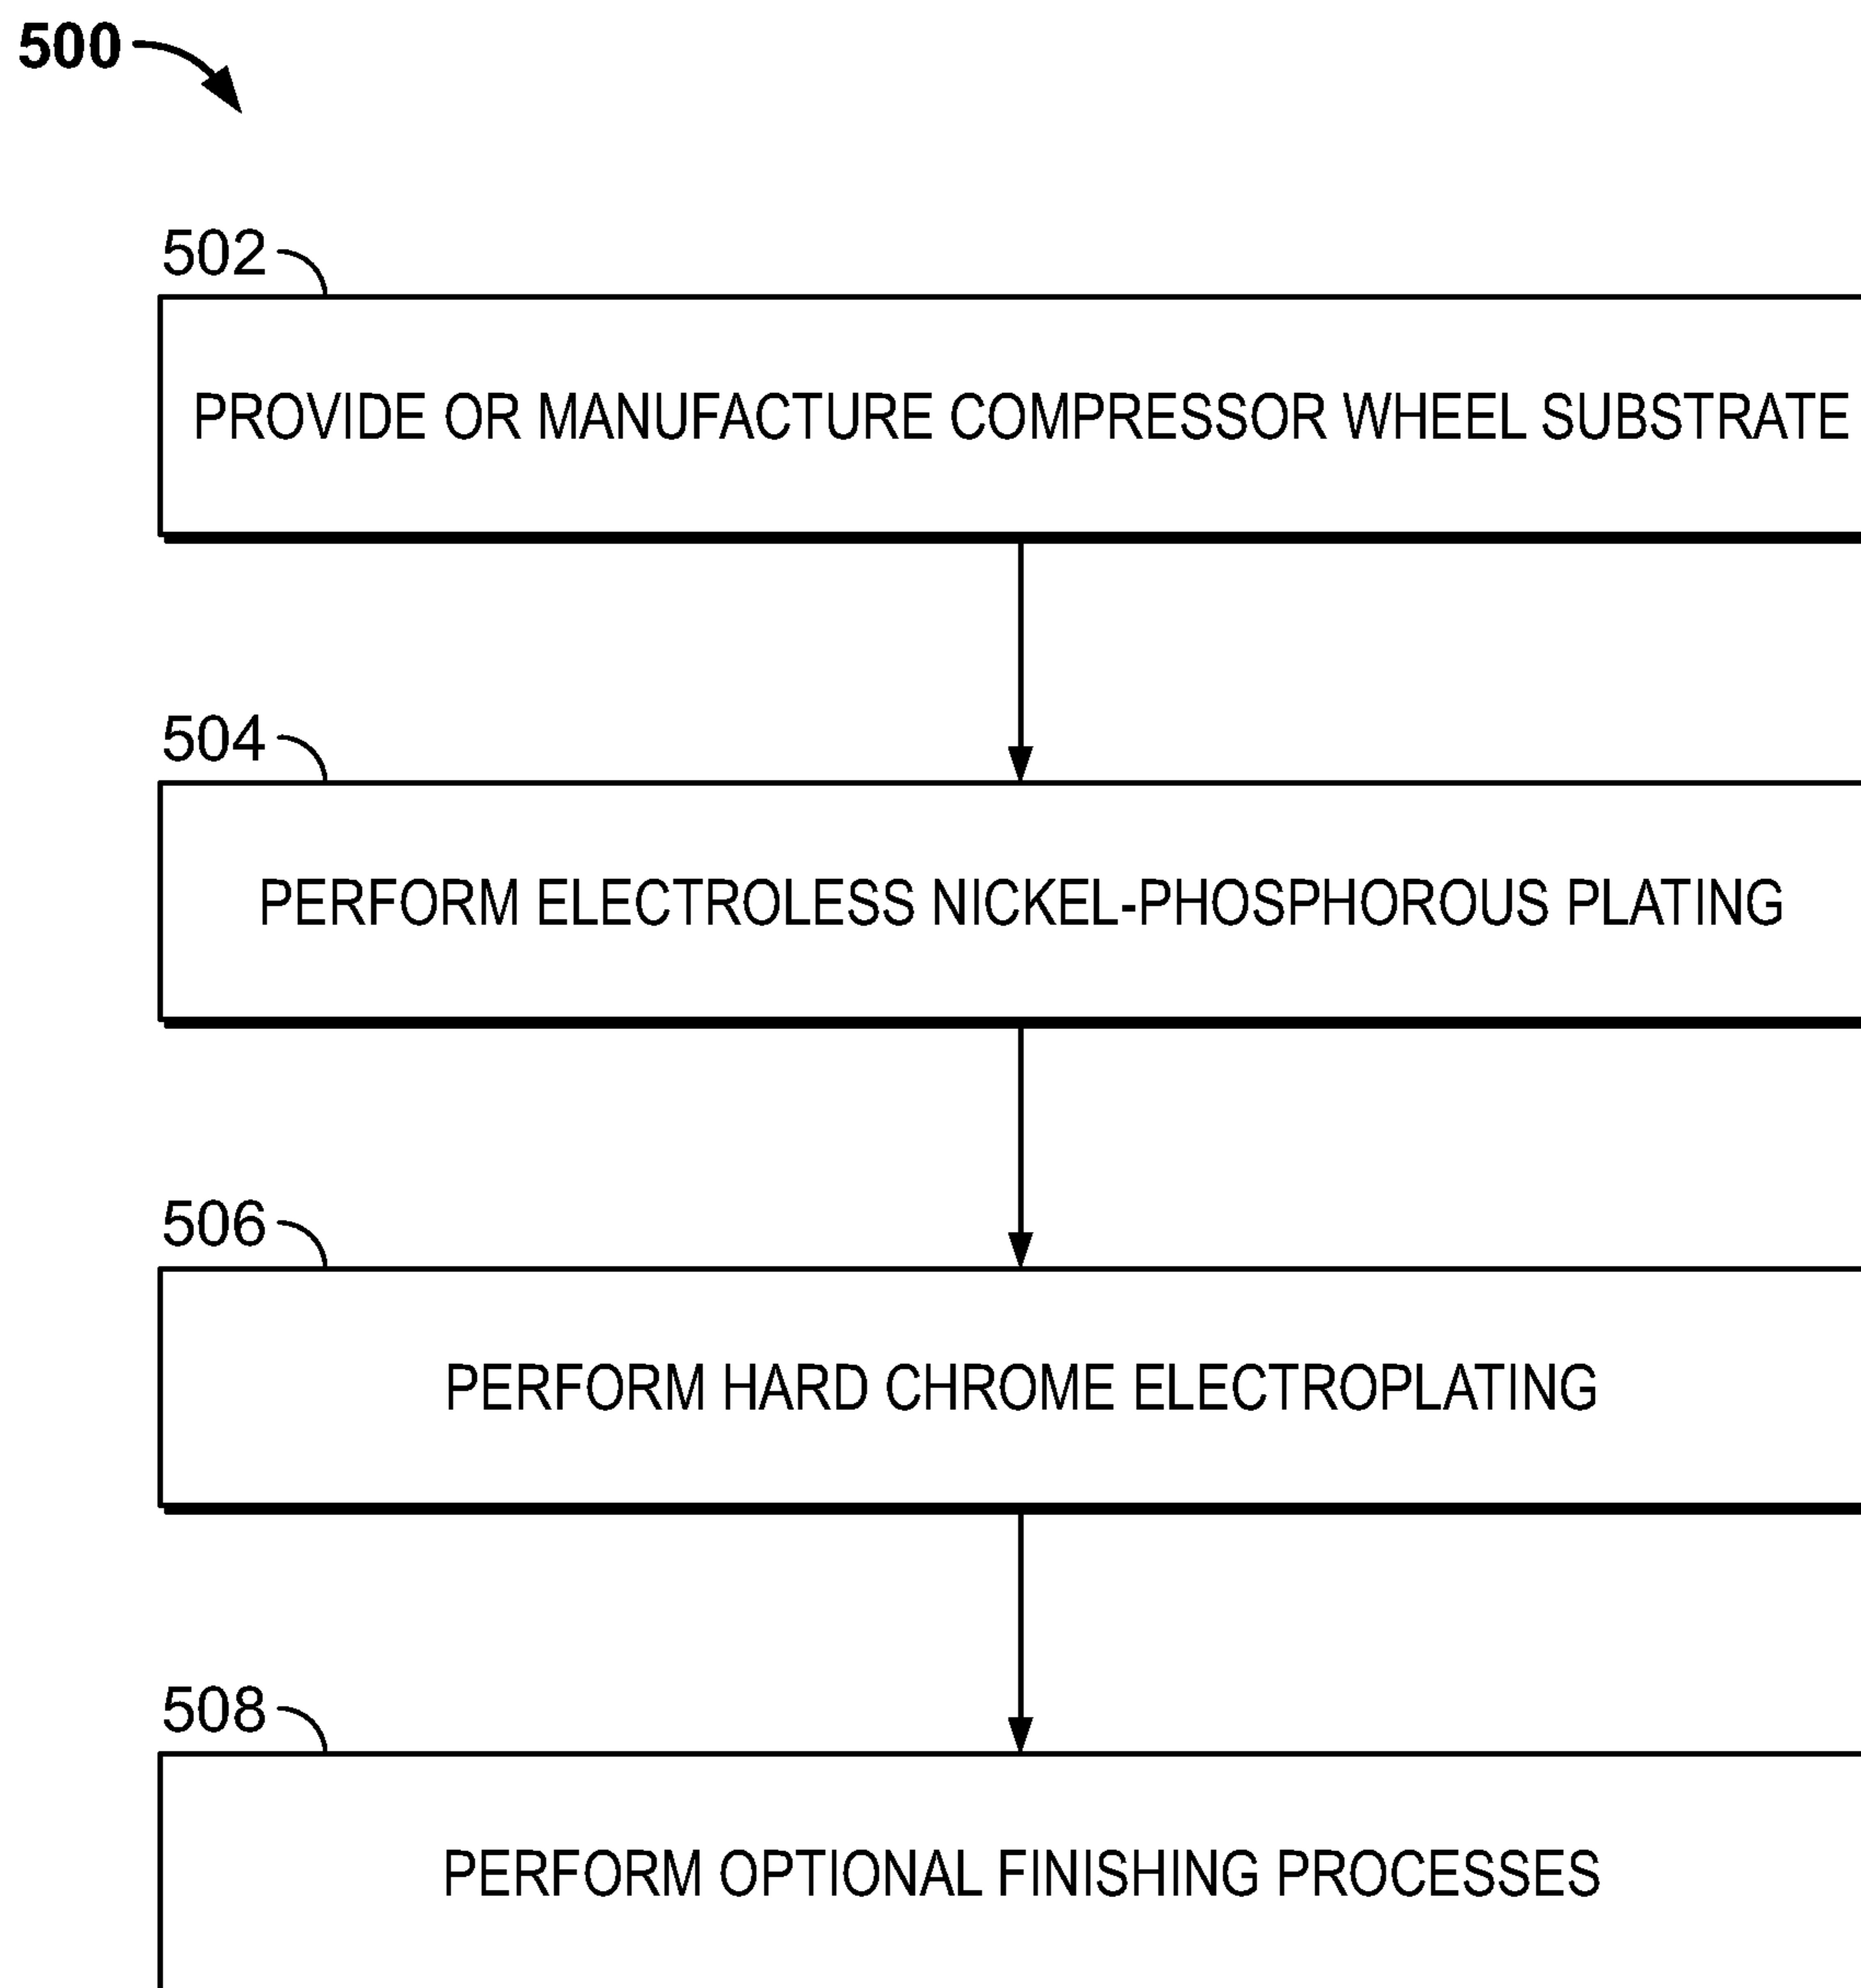 500
502
PROVIDE OR MANUFACTURE COMPRESSOR WHEEL SUBSTRATE
504
PERFORM ELECTROLESS NICKEL-PHOSPHOROUS PLATING
506
PERFORM HARD CHROME ELECTROPLATING
508
PERFORM OPTIONAL FINISHING PROCESSES